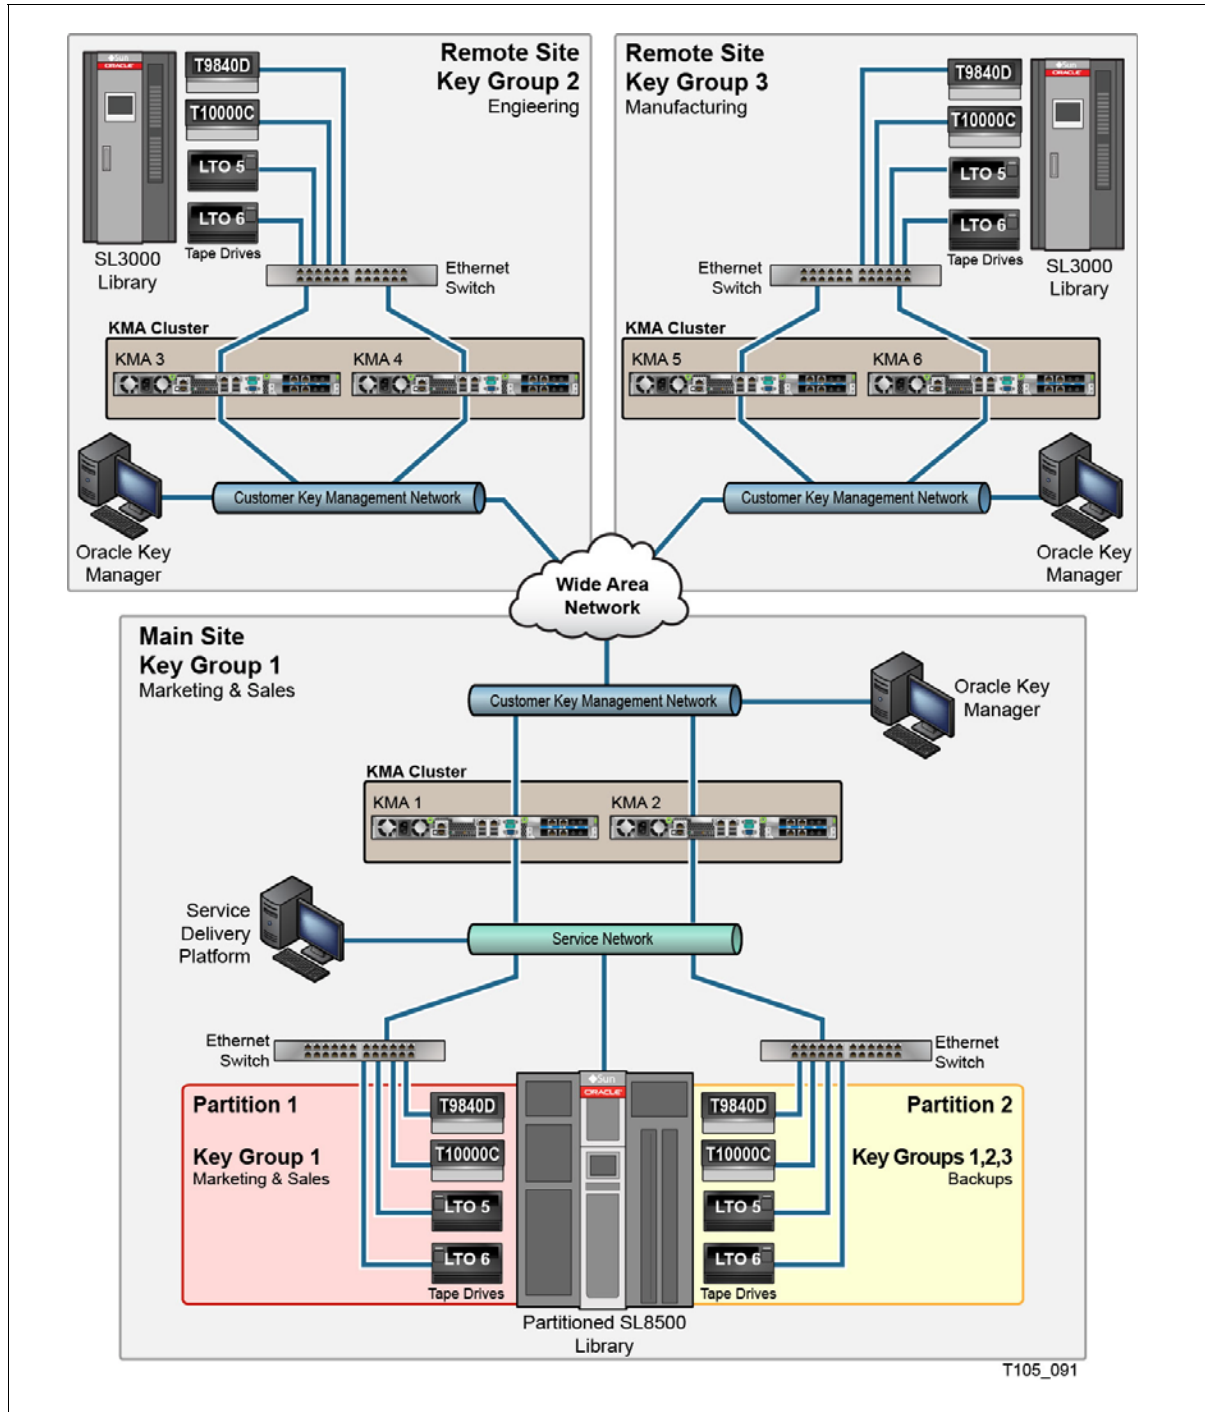 Remote Site
Key Group 2
Engieering
Sun
ORACLE
T9840D
T10000C
LTO 5
LTO 6
Tape Drives
SL3000
Library
Ethernet
Switch
KMA Cluster
KMA 3
KMA 4
Customer Key Management Network
Oracle Key
Manager
Remote Site
Key Group 3
Manufacturing
T9840D
T10000C
LTO 5
LTO 6
Tape Drives
Sun
ORACLE
SL3000
Library
Ethernet
Switch
KMA Cluster
KMA 5
KMA 6
Customer Key Management Network
Oracle Key
Manager
Wide Area
Network
Main Site
Key Group 1
Marketing & Sales
Customer Key Management Network
Oracle Key
Manager
KMA Cluster
KMA 1
KMA 2
Service
Delivery
Platform
Service Network
Ethernet
Switch
Ethernet
Switch
Partition 1
Key Group 1
Marketing & Sales
T9840D
T10000C
LTO 5
LTO 6
Tape Drives
Sun
ORACLE
Partitioned SL8500
Library
T9840D
T10000C
LTO 5
LTO 6
Tape Drives
Partition 2
Key Groups 1,2,3
Backups
T105_091